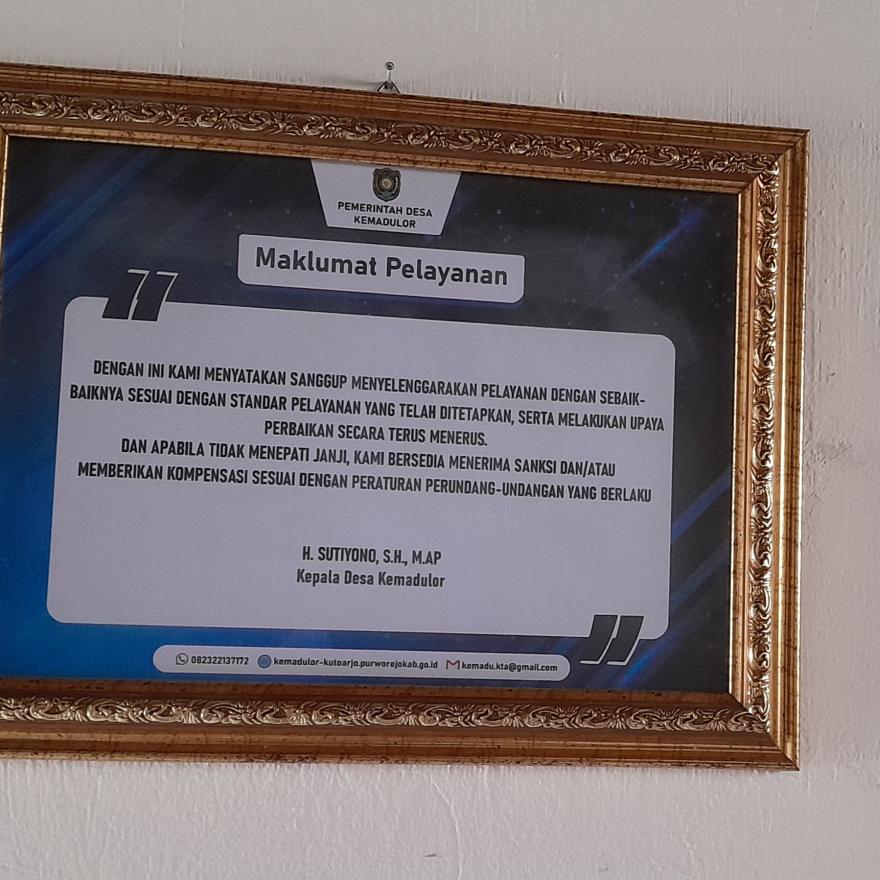 PEMERINTAH DESA
KEMADULOR
Maklumat Pelayanan
DENGAN INI KAMI MENYATAKAN SANGGUP MENYELENGGARAKAN PELAYANAN DENGAN SEBAIK-
BAIKNYA SESUAI DENGAN STANDAR PELAYANAN YANG TELAH DITETAPKAN, SERTA MELAKUKAN UPAYA
PERBAIKAN SECARA TERUS MENERUS.
DAN APABILA TIDAK MENEPATI JANJI, KAMI BERSEDIA MENERIMA SANKSI DAN/ATAU
MEMBERIKAN KOMPENSASI SESUAI DENGAN PERATURAN PERUNDANG-UNDANGAN YANG BERLAKU
H. SUTIYONO, S.H., M.AP
Kepala Desa Kemadulor
082322137172 kemadulor-kutoarjo.purworejokab.go.id kemadu.kta@gmail.com